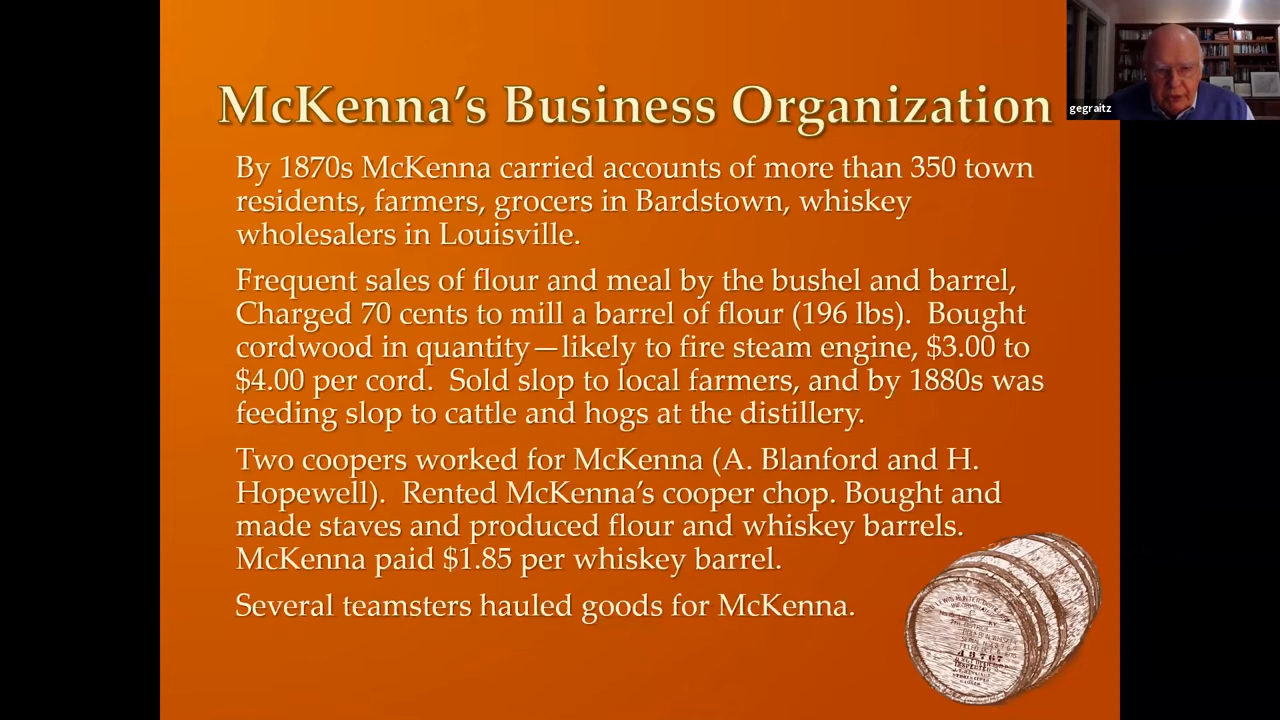 McKenna's Business Organization
gegraitz
By 1870s McKenna carried accounts of more than 350 town
residents, farmers, grocers in Bardstown, whiskey
wholesalers in Louisville.
Frequent sales of flour and meal by the bushel and barrel,
Charged 70 cents to mill a barrel of flour (196 lbs).  Bought
cordwood in quantity—likely to fire steam engine, $3.00 to
$4.00 per cord.  Sold slop to local farmers, and by 1880s was
feeding slop to cattle and hogs at the distillery.
Two coopers worked for McKenna (A. Blanford and H.
Hopewell).  Rented McKenna's cooper chop. Bought and
made staves and produced flour and whiskey barrels.
McKenna paid $1.85 per whiskey barrel.
Several teamsters hauled goods for McKenna.